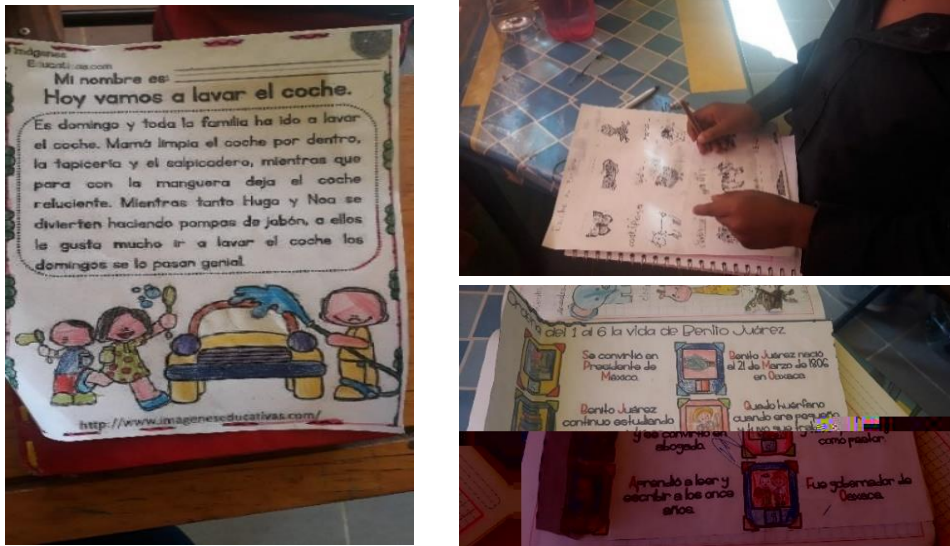 Imágenes
Educativas.com
Mi nombre es:
Hoy vamos a lavar el coche.
Es domingo y toda la familia ha ido a lavar
el coche. Mamá limpia el coche por dentro,
la tapicería y el salpicadero, mientras que
para con la manguera deja el coche
reluciente. Mientras tanto Hugo y Noa se
divierten haciendo pompas de jabón, a ellos
le gusta mucho ir a lavar el coche los
domingos se lo pasan genial.
http://www.imageneseducativas.com/
del 1 al 6 la vida de Benito Juárez
Se convirtió en
Presidente de
México.
Benito Juárez nació
el 21 de Marzo de 1806
en Oaxaca
Benito Juárez
continuo estudiando
y se convirtió en
abogado.
Quedo huerfano
cuando era pequeño
y tuvo que
como pastor.
Aprendió a leer y
escribir a los once
años.
Fue gobernador de
Oaxaca.